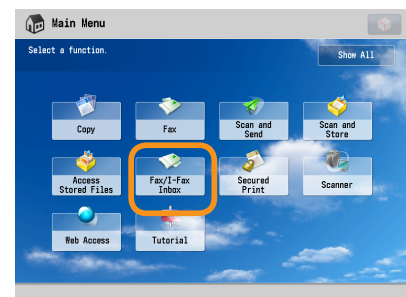 Main Menu
Select a function.
Show All
Copy
Fax
Scan and
Send
Scan and
Store
Access
Stored Files
Fax/I-Fax
Inbox
Secured
Print
Scanner
Web Access
Tutorial